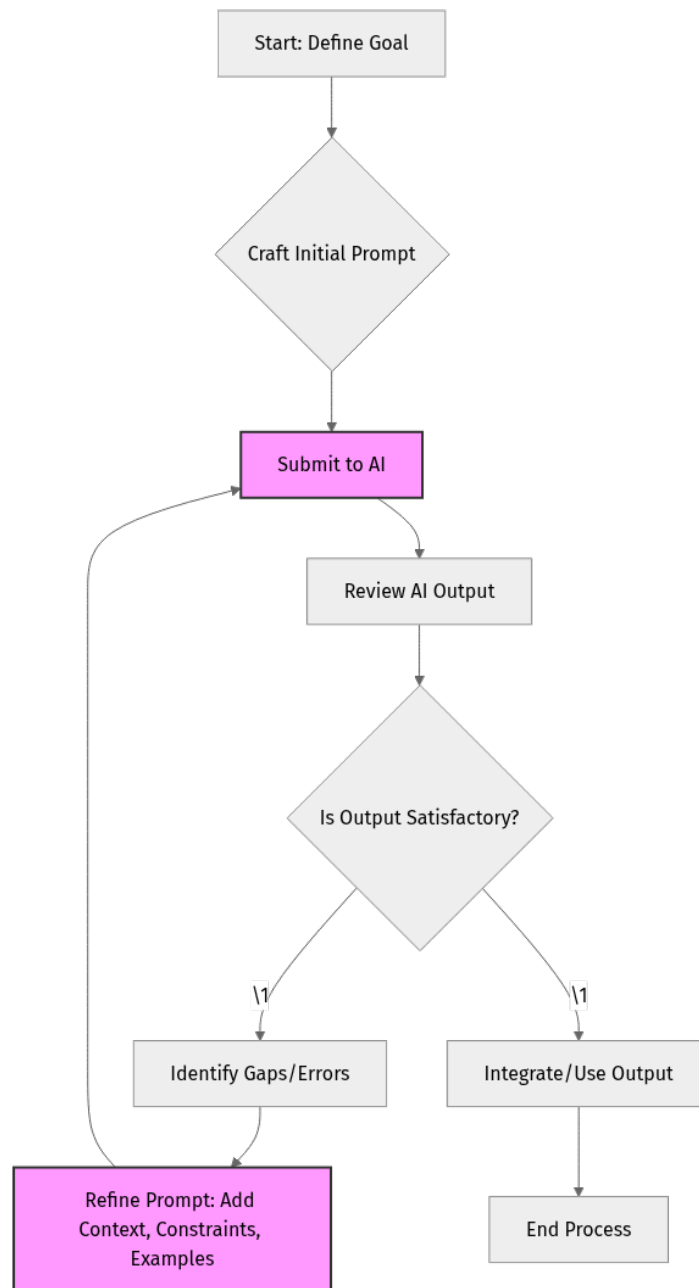 Start: Define Goal
Craft Initial Prompt
Submit to AI
Review AI Output
Is Output Satisfactory?
\1
\1
Identify Gaps/Errors
Integrate/Use Output
Refine Prompt: Add
Context, Constraints,
Examples
End Process